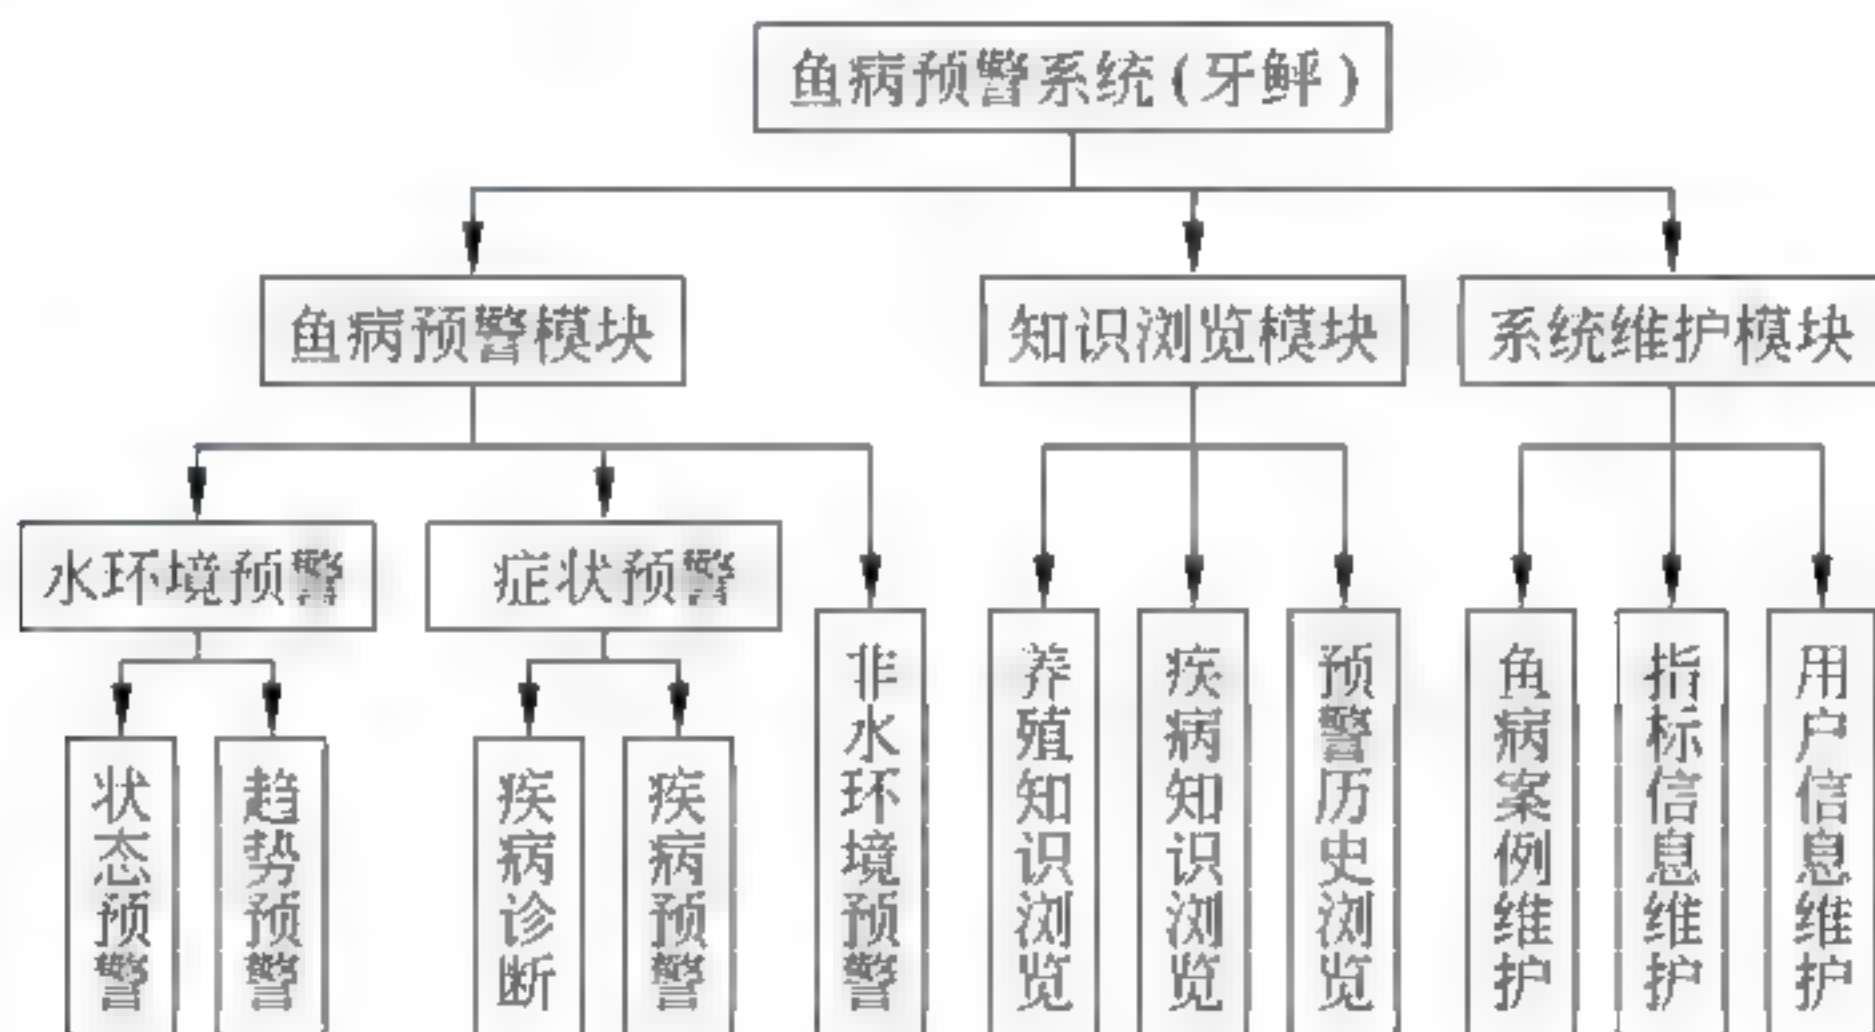 鱼病预警系统(牙鲆)
鱼病预警模块
知识浏览模块
系统维护模块
水环境预警
症状预警
非水环境预警
养殖知识浏览
疾病知识浏览
预警历史浏览
鱼病案例维护
指标信息维护
用户信息维护
状态预警
趋势预警
疾病诊断
疾病预警